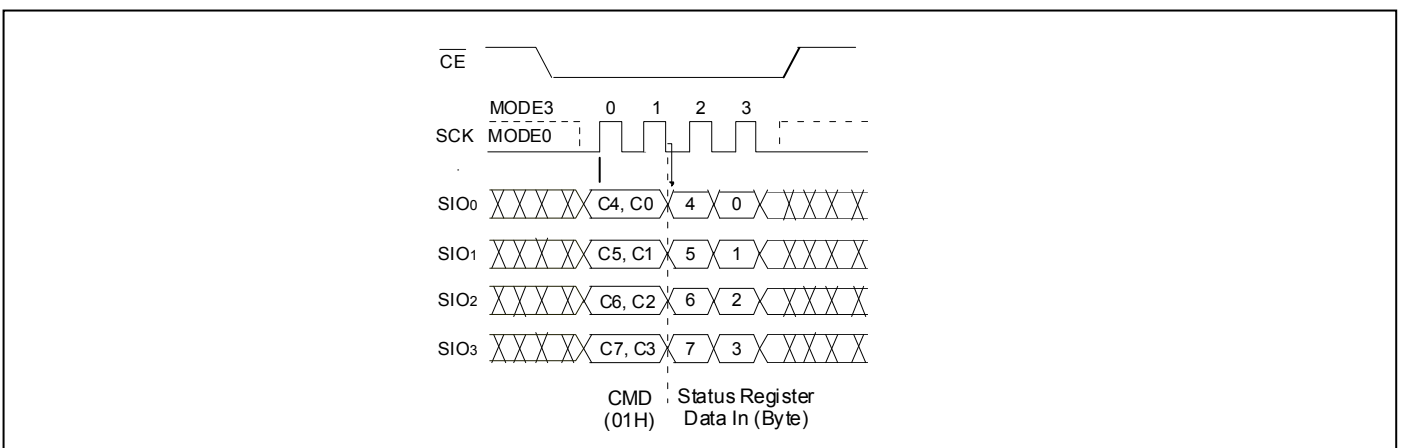 CE
MODE3 0 1 2 3
SCK MODE0
SIO0 C4, C0 4 0
SIO1 C5, C1 5 1
SIO2 C6, C2 6 2
SIO3 C7, C3 7 3
CMD Status Register
(01H) Data In (Byte)